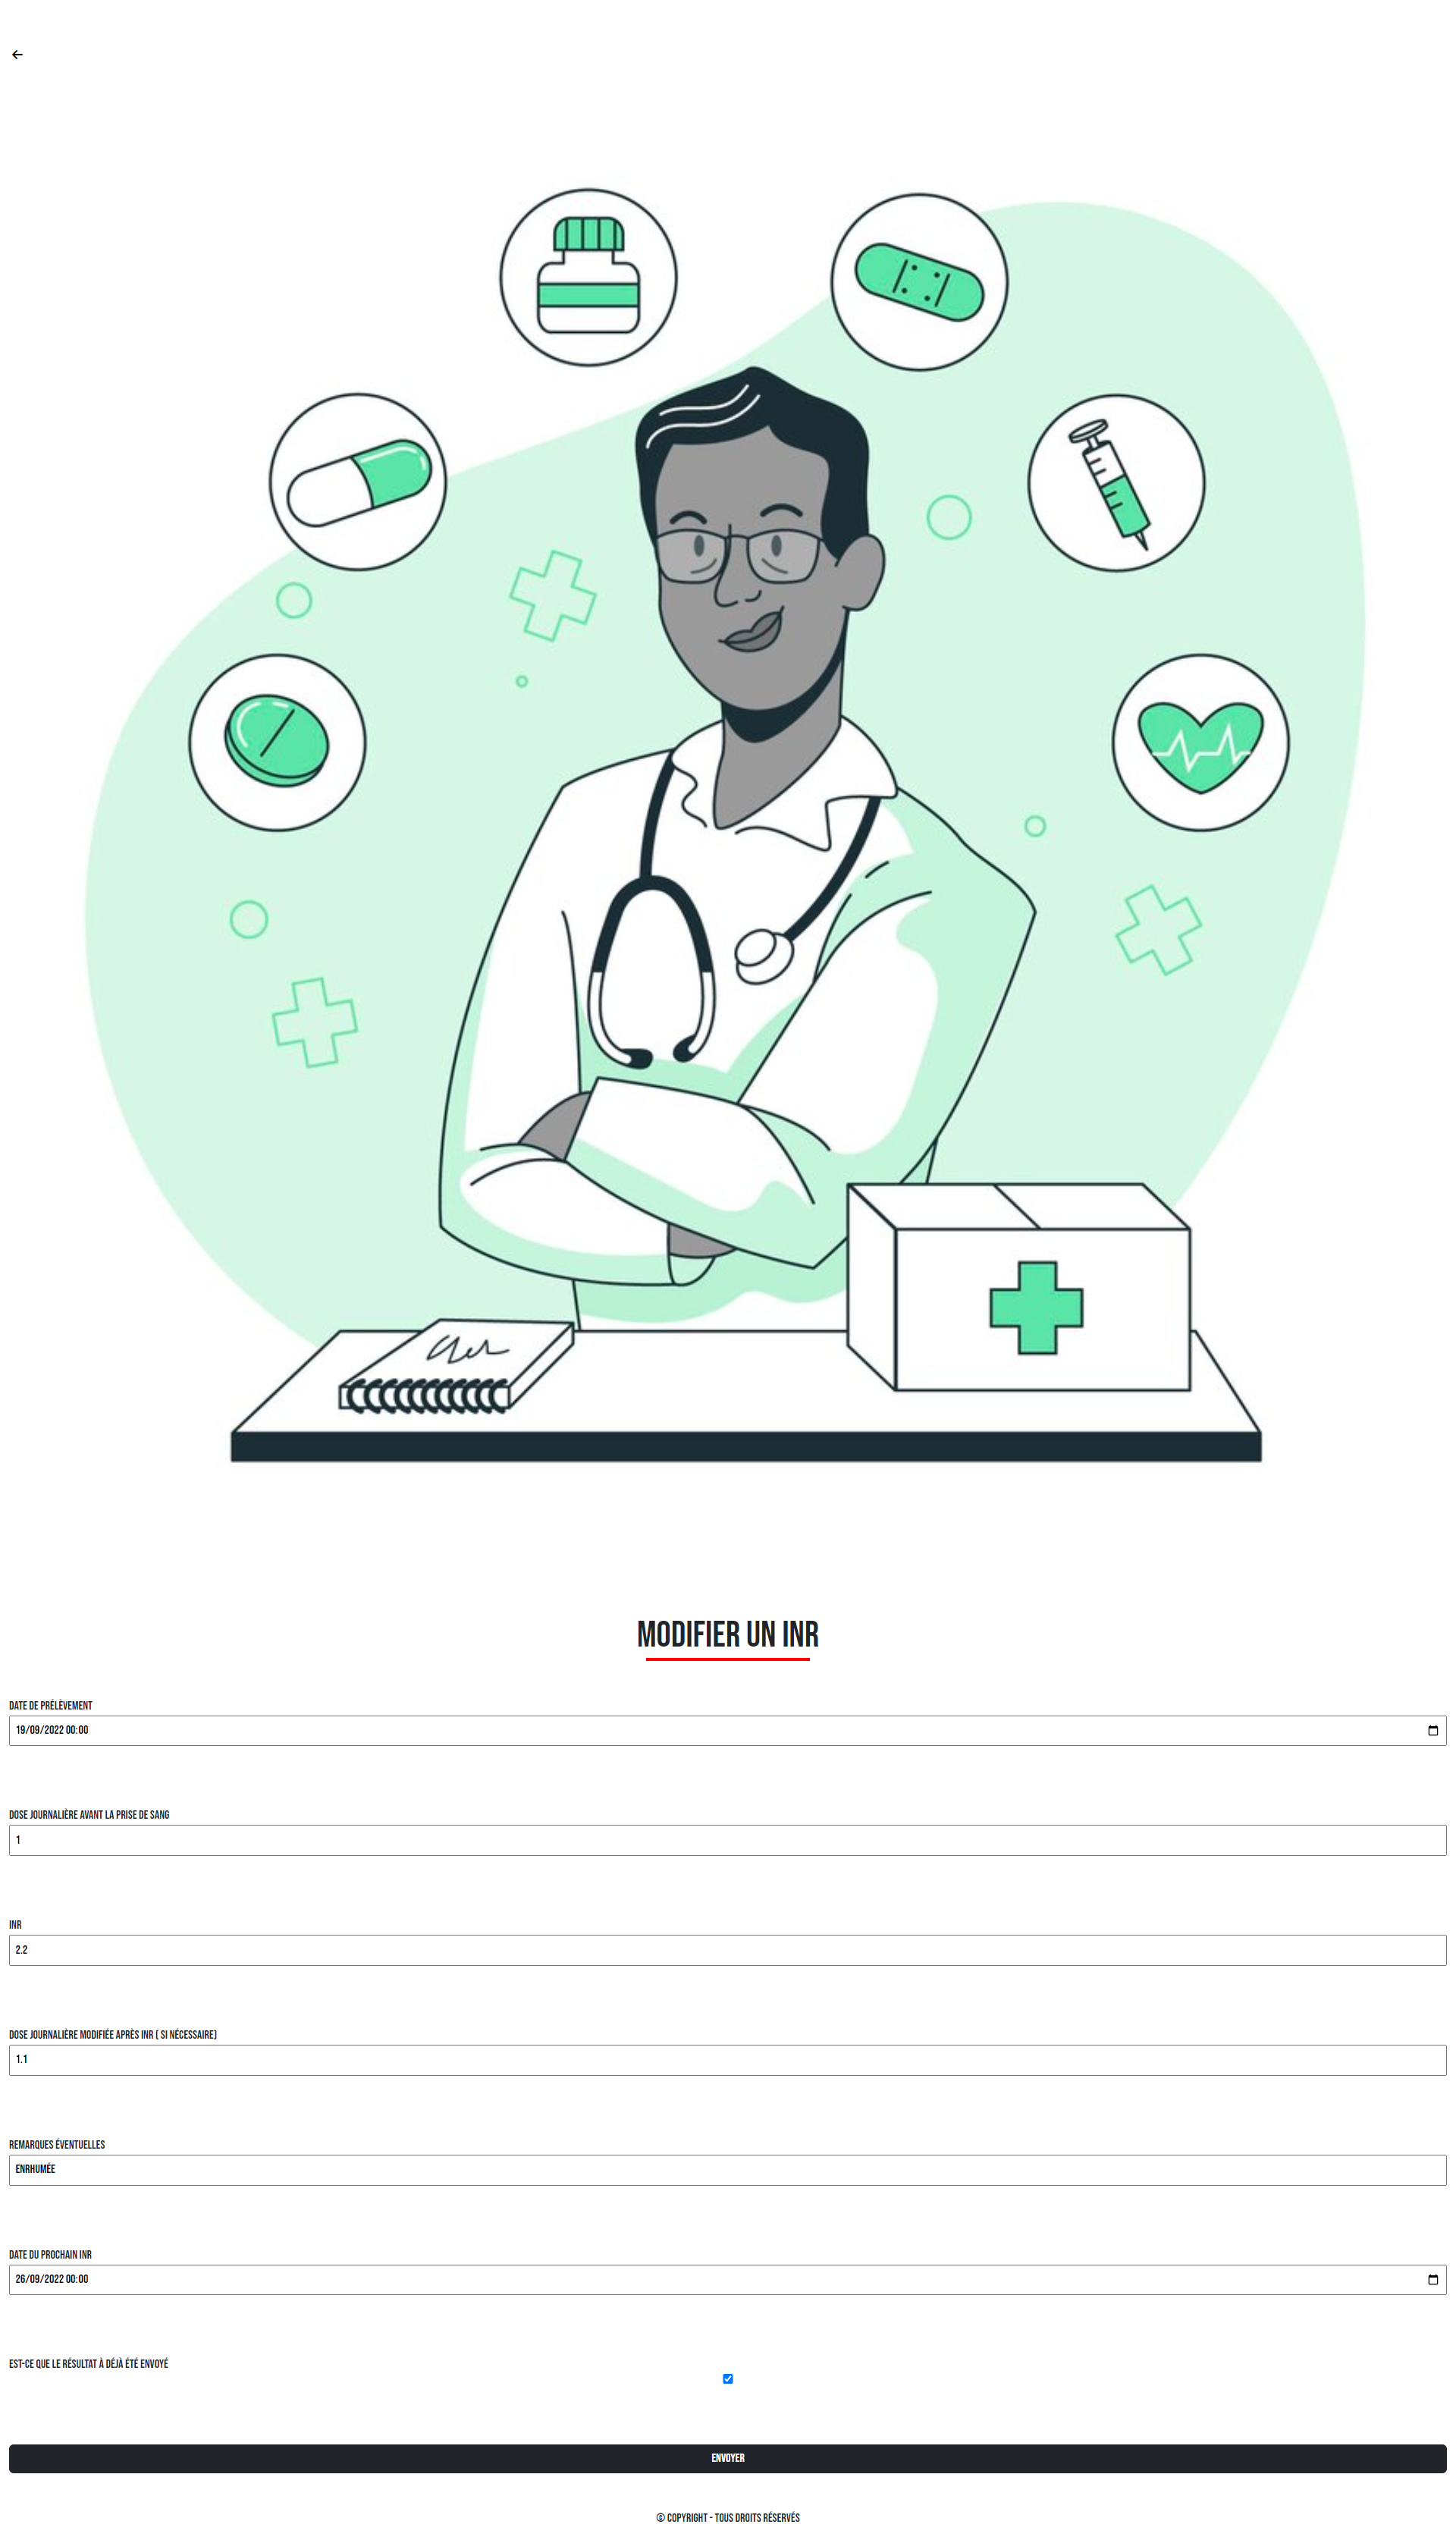 MODIFIER UN INR
DATE DE PRÉLÈVEMENT
19/09/2022 00:00
DOSE JOURNALIÈRE AVANT LA PRISE DE SANG
1
INR
2.2
DOSE JOURNALIÈRE MODIFIÉE APRÈS INR ( SI NÉCESSAIRE)
1.1
REMARQUES ÉVENTUELLES
ENRHUMÉE
DATE DU PROCHAIN INR
26/09/2022 00:00
EST-CE QUE LE RÉSULTAT À DÉJÀ ÉTÉ ENVOYÉ
ENVOYER
© COPYRIGHT - TOUS DROITS RÉSERVÉS